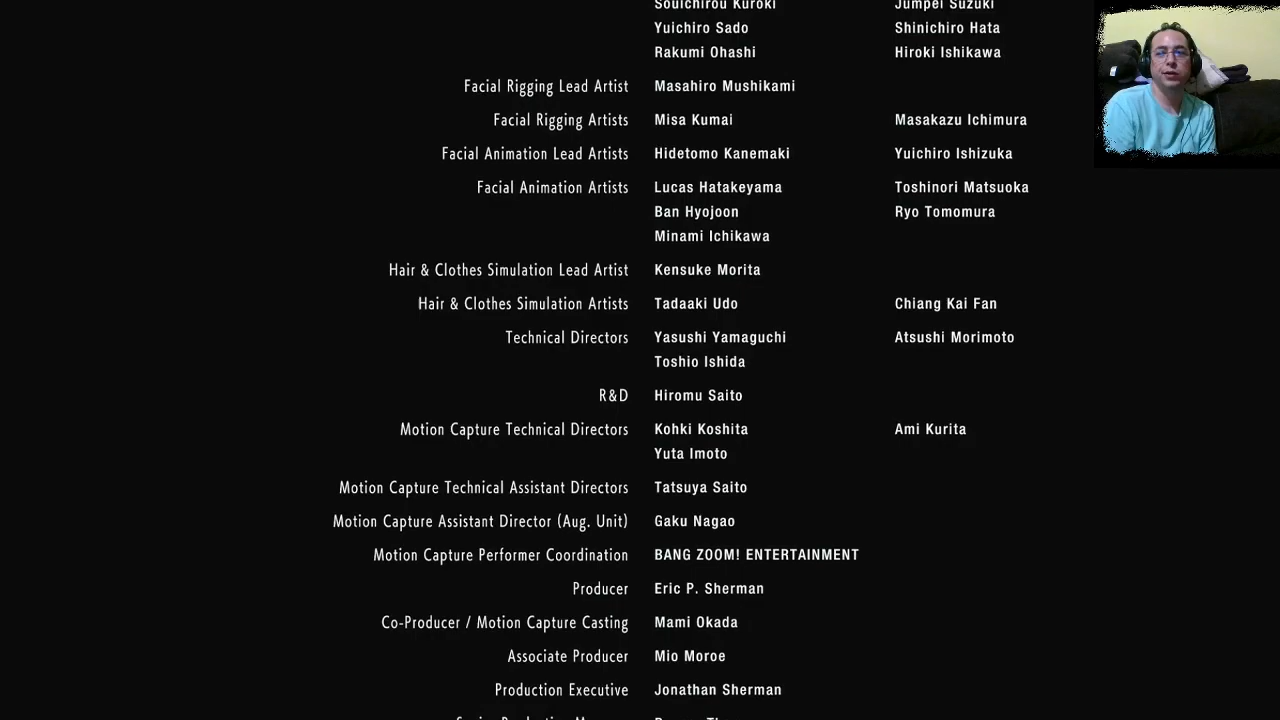 Souichirou Kuroki Jumpei Suzuki
Yuichiro Sado Shinichiro Hata
Rakumi Ohashi Hiroki Ishikawa
Facial Rigging Lead Artist Masahiro Mushikami
Facial Rigging Artists Misa Kumai Masakazu Ichimura
Facial Animation Lead Artists Hidetomo Kanemaki Yuichiro Ishizuka
Facial Animation Artists Lucas Hatakeyama Toshinori Matsuoka
Ban Hyojoon Ryo Tomomura
Minami Ichikawa
Hair & Clothes Simulation Lead Artist Kensuke Morita
Hair & Clothes Simulation Artists Tadaaki Udo Chiang Kai Fan
Technical Directors Yasushi Yamaguchi Atsushi Morimoto
Toshio Ishida
R&D Hiromu Saito
Motion Capture Technical Directors Kohki Koshita Ami Kurita
Yuta Imoto
Motion Capture Technical Assistant Directors Tatsuya Saito
Motion Capture Assistant Director (Aug. Unit) Gaku Nagao
Motion Capture Performer Coordination BANG ZOOM! ENTERTAINMENT
Producer Eric P. Sherman
Co-Producer / Motion Capture Casting Mami Okada
Associate Producer Mio Moroe
Production Executive Jonathan Sherman